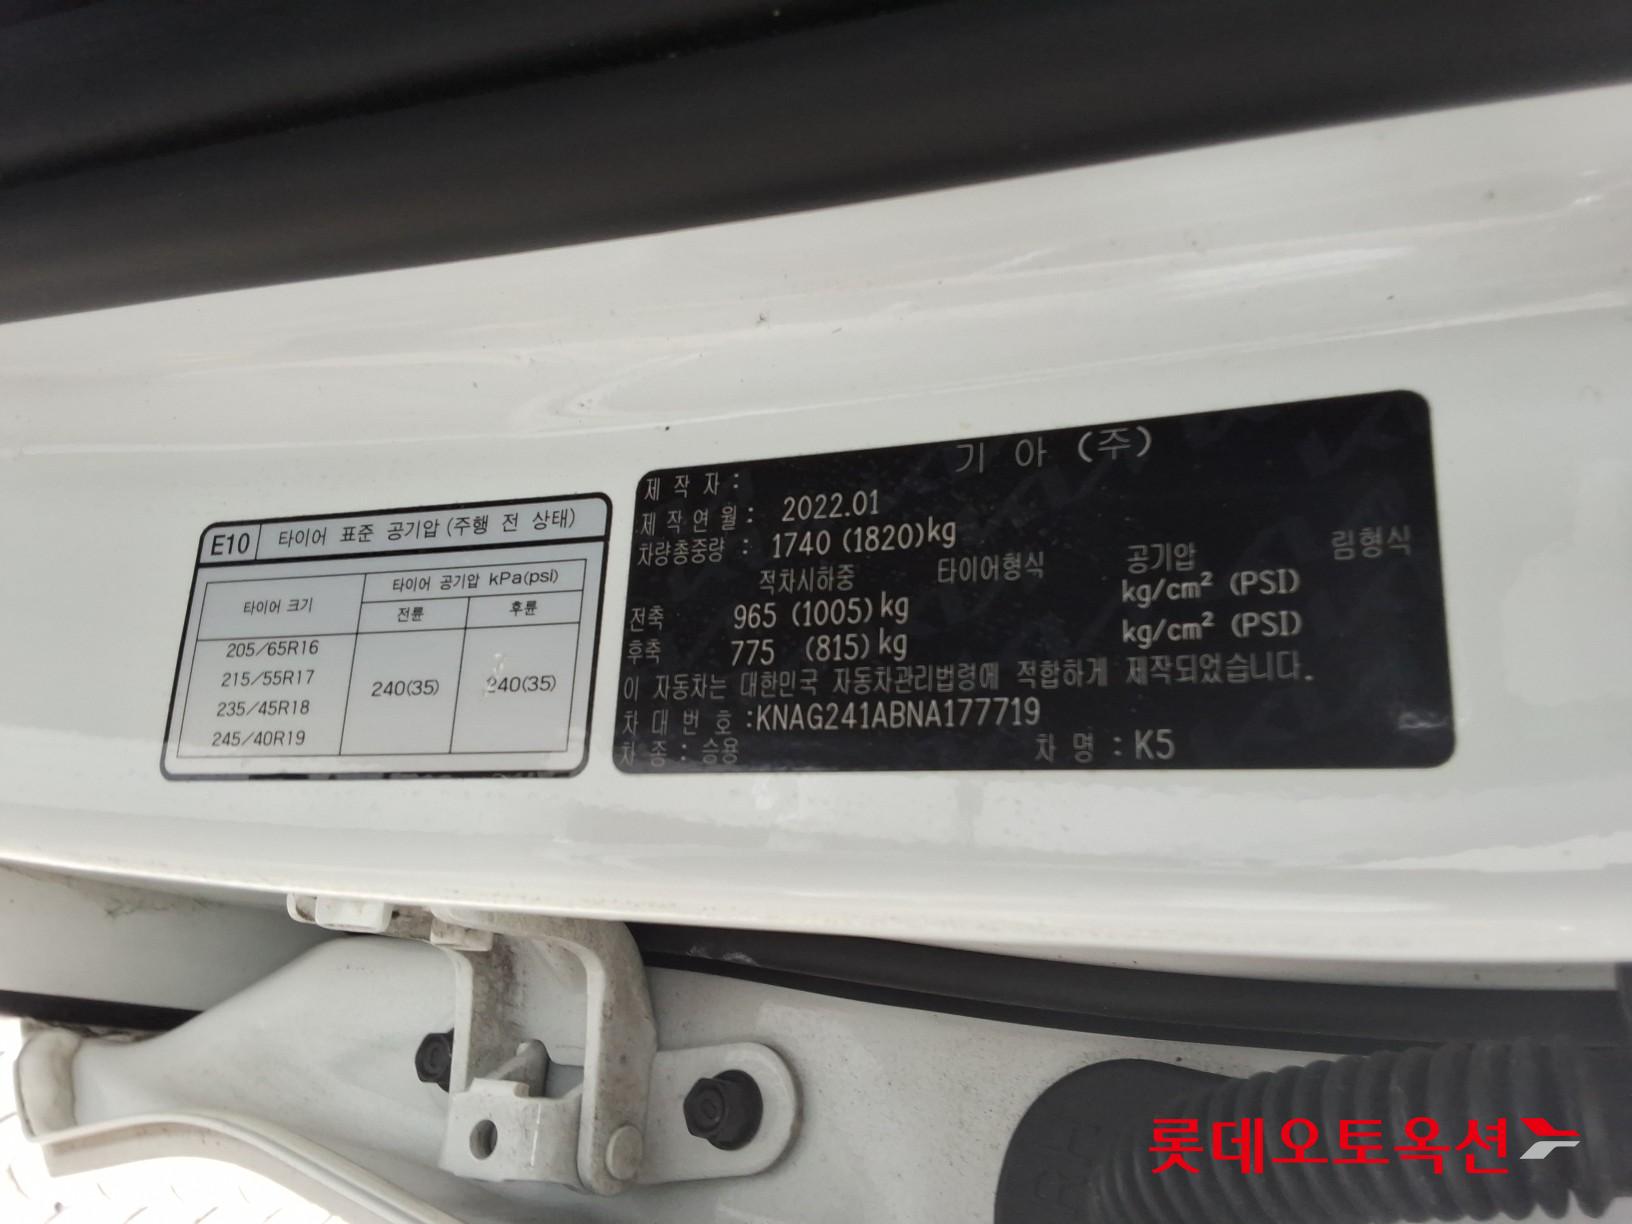 E10 타이어 표준 공기압 (주행 전 상태)
타이어 크기 타이어 공기압 kPa(psi)
전륜 후륜
205/65R16
215/55R17
235/45R18
245/40R19
240(35) 240(35)
제작자 : 기 아 (주)
제작연월 : 2022.01
차량총중량 : 1740 (1820)kg
적차시하중 타이어형식 공기압 림형식
전축 965 (1005)kg kg/cm² (PSI)
후축 775 (815)kg kg/cm² (PSI)
이 자동차는 대한민국 자동차관리법령에 적합하게 제작되었습니다.
차대번호 :KNAG241ABNA177719
차종 : 승용 차명 : K5
롯데오토옥션